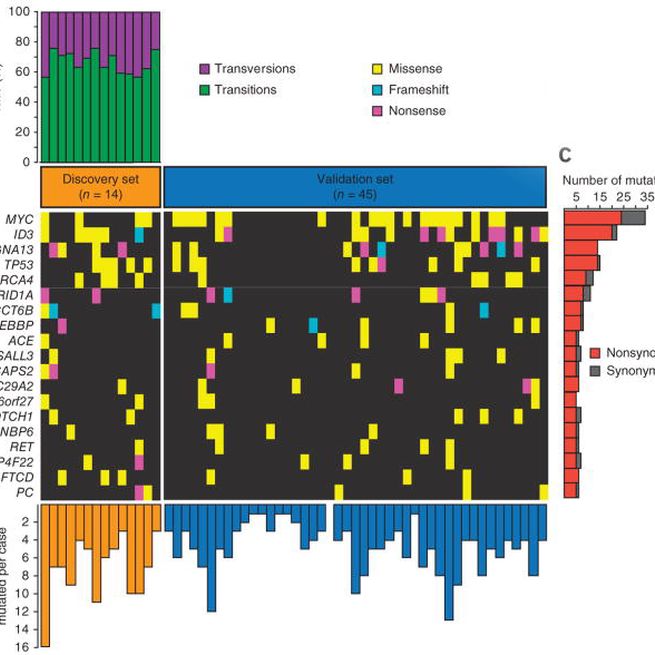 100
80
60
40
20
0
Transversions
Transitions
Missense
Frameshift
Nonsense
C
Discovery set
(n = 14)
Validation set
(n = 45)
Number of mutat
5 15 25 35
MYC
ID3
GNA13
TP53
RCA4
RID1A
CT6B
EBBP
ACE
SALL3
APS2
C29A2
6orf27
TCH1
NBP6
RET
P4F22
FTCD
PC
Nonsyno
Synonym
mutated per case
2
4
6
8
10
12
14
16